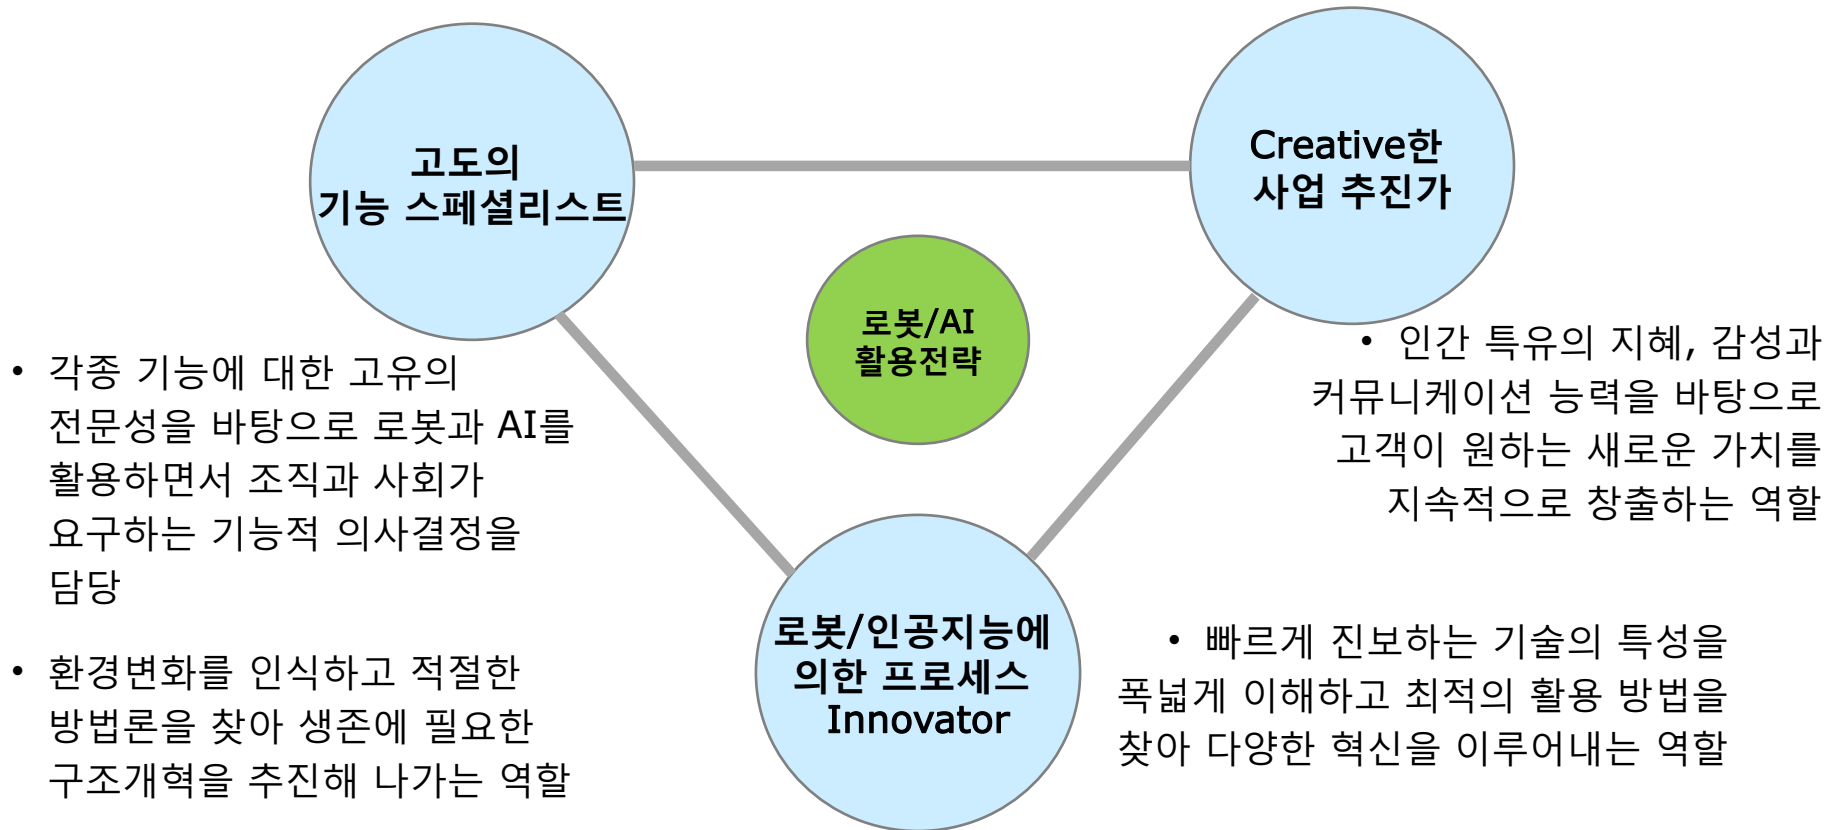 고도의
기능 스페셜리스트
Creative한
사업 추진가
로봇/AI
활용전략
• 각종 기능에 대한 고유의
전문성을 바탕으로 로봇과 AI를
활용하면서 조직과 사회가
요구하는 기능적 의사결정을
담당
• 환경변화를 인식하고 적절한
방법론을 찾아 생존에 필요한
구조개혁을 추진해 나가는 역할
• 인간 특유의 지혜, 감성과
커뮤니케이션 능력을 바탕으로
고객이 원하는 새로운 가치를
지속적으로 창출하는 역할
로봇/인공지능에
의한 프로세스
Innovator
• 빠르게 진보하는 기술의 특성을
폭넓게 이해하고 최적의 활용 방법을
찾아 다양한 혁신을 이루어내는 역할